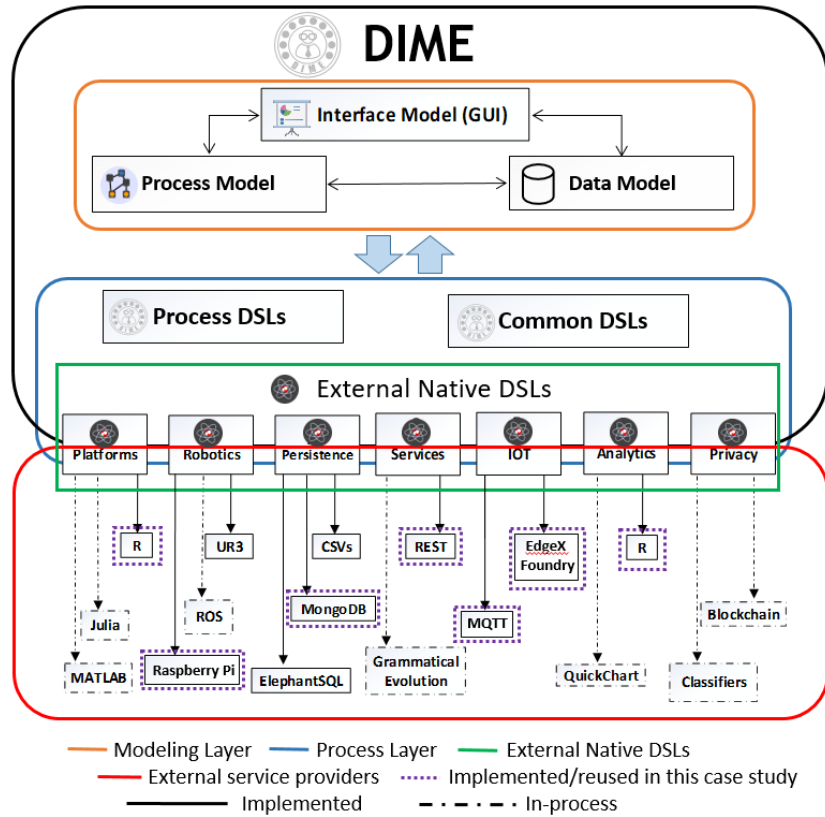 DIME
DIME
Interface Model (GUI)
Process Model
Data Model
Process DSLs
Common DSLs
External Native DSLs
Platforms
Robotics
Persistence
Services
IOT
Analytics
Privacy
R
UR3
CSVs
REST
EdgeX
Foundry
R
Julia
ROS
MongoDB
MQTT
Blockchain
MATLAB
Raspberry Pi
ElephantSQL
Grammatical
Evolution
QuickChart
Classifiers
Modeling Layer
Process Layer
External Native DSLs
External service providers
Implemented/reused in this case study
Implemented
In-process